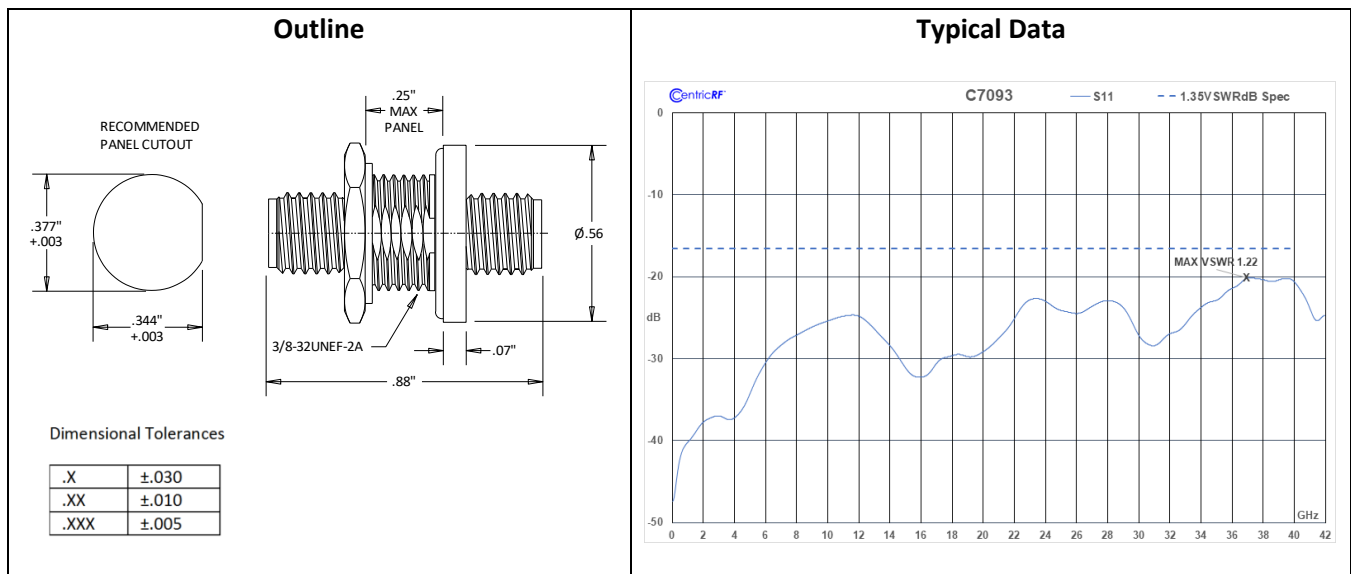 Outline
.25"
MAX
PANEL
RECOMMENDED
PANEL CUTOUT
.377"
+.003
Ø.56
.344"
+.003
3/8-32UNEF-2A
.07"
.88"
Dimensional Tolerances
.X ±.030
.XX ±.010
.XXX ±.005
Typical Data
CentricRF™
C7093
S11
1.35VSWRdB Spec
0
-10
MAX VSWR 1.22
X
-20
dB
-30
-40
-50
GHz
0 2 4 6 8 10 12 14 16 18 20 22 24 26 28 30 32 34 36 38 40 42